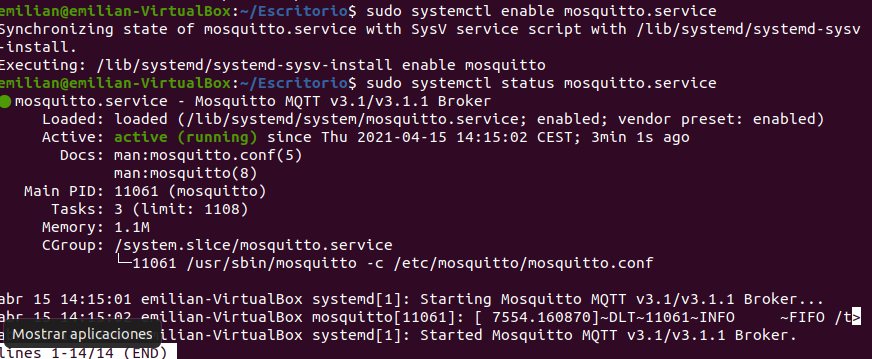 emilian@emilian-VirtualBox:~/Escritorio$ sudo systemctl enable mosquitto.service
Synchronizing state of mosquitto.service with SysV service script with /lib/systemd/systemd-sysv
-install.
Executing: /lib/systemd/systemd-sysv-install enable mosquitto
emilian@emilian-VirtualBox:~/Escritorio$ sudo systemctl status mosquitto.service
● mosquitto.service - Mosquitto MQTT v3.1/v3.1.1 Broker
Loaded: loaded (/lib/systemd/system/mosquitto.service; enabled; vendor preset: enabled)
Active: active (running) since Thu 2021-04-15 14:15:02 CEST; 3min 1s ago
Docs: man:mosquitto.conf(5)
man:mosquitto(8)
Main PID: 11061 (mosquitto)
Tasks: 3 (limit: 1108)
Memory: 1.1M
CGroup: /system.slice/mosquitto.service
└─11061 /usr/sbin/mosquitto -c /etc/mosquitto/mosquitto.conf
abr 15 14:15:01 emilian-VirtualBox systemd[1]: Starting Mosquitto MQTT v3.1/v3.1.1 Broker...
abr 15 14:15:02 emilian-VirtualBox mosquitto[11061]: [ 7554.160870]~DLT~11061~INFO ~FIFO /t>
Mostrar aplicaciones
emilian-VirtualBox systemd[1]: Started Mosquitto MQTT v3.1/v3.1.1 Broker.
lines 1-14/14 (END)